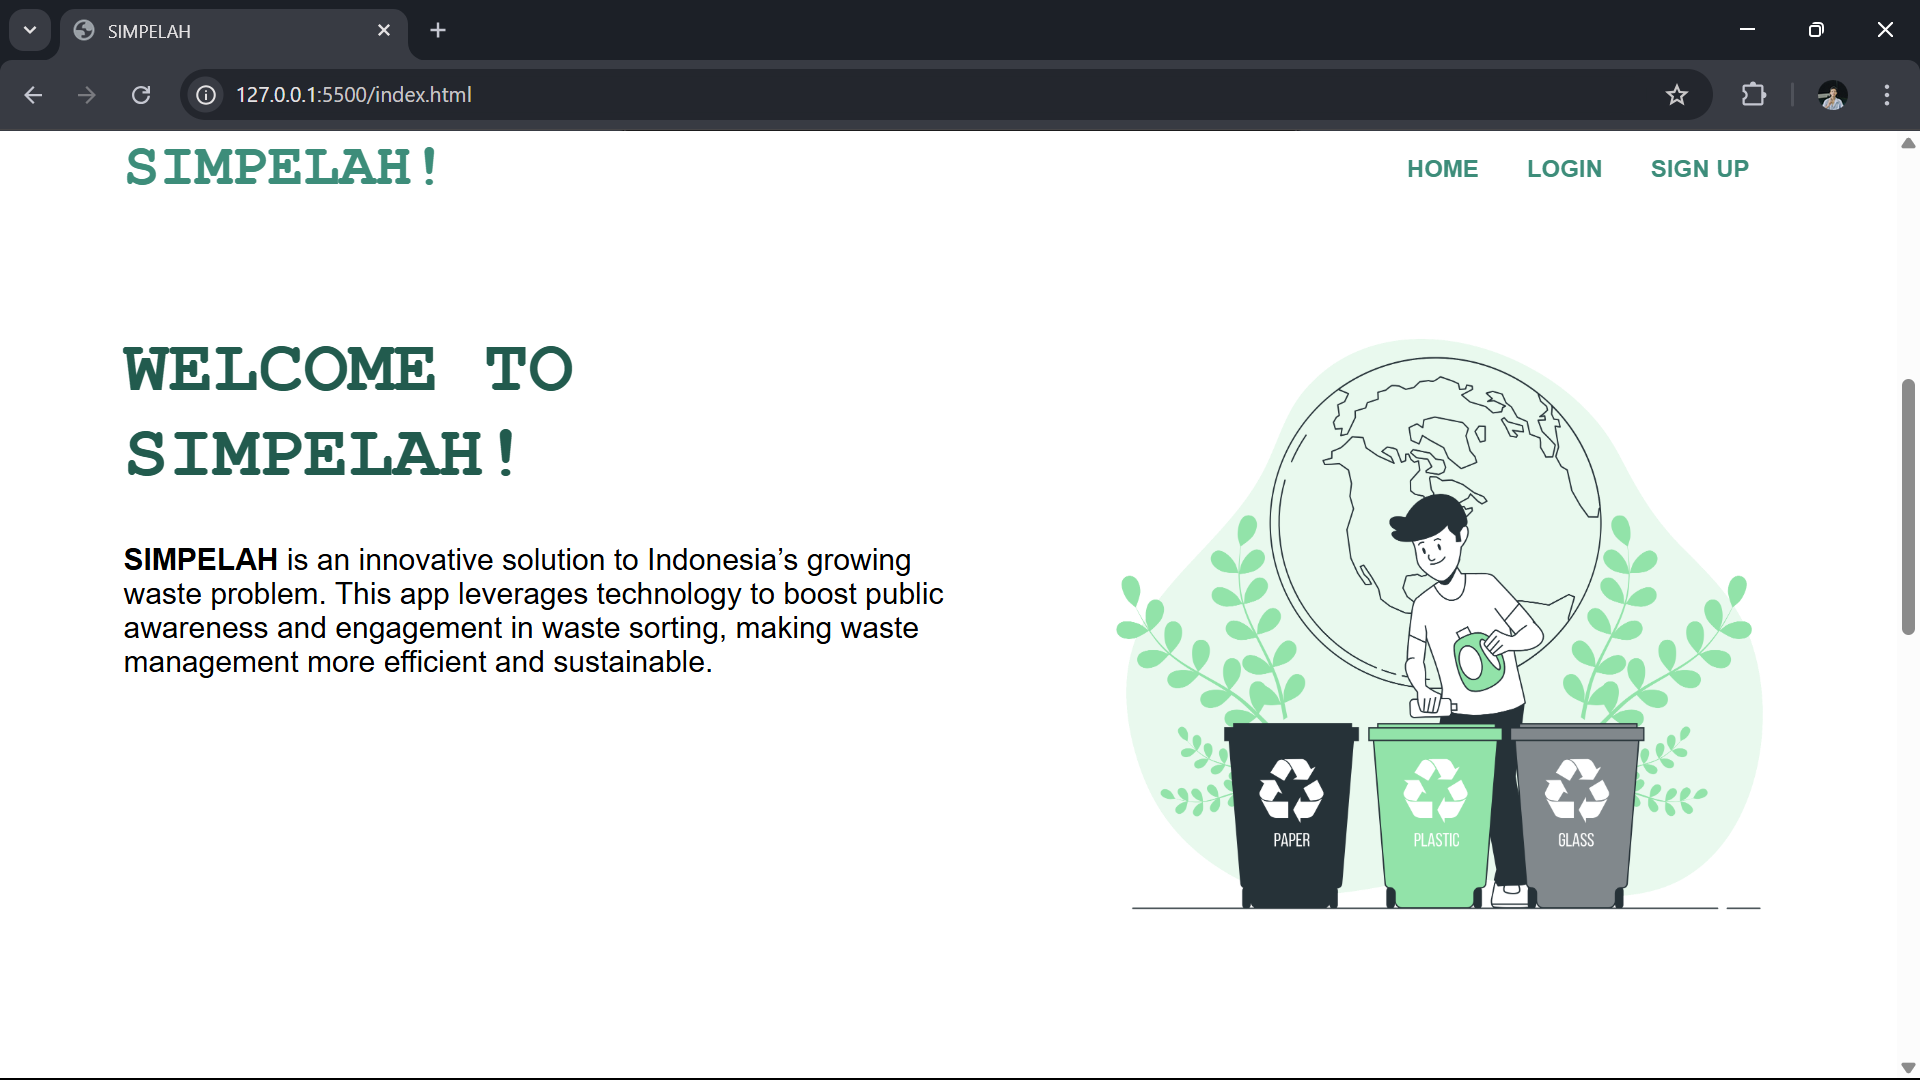 SIMPELAH
127.0.0.1:5500/index.html
SIMPELAH!
HOME LOGIN SIGN UP
WELCOME TO
SIMPELAH!
SIMPELAH is an innovative solution to Indonesia’s growing
waste problem. This app leverages technology to boost public
awareness and engagement in waste sorting, making waste
management more efficient and sustainable.
PAPER PLASTIC GLASS